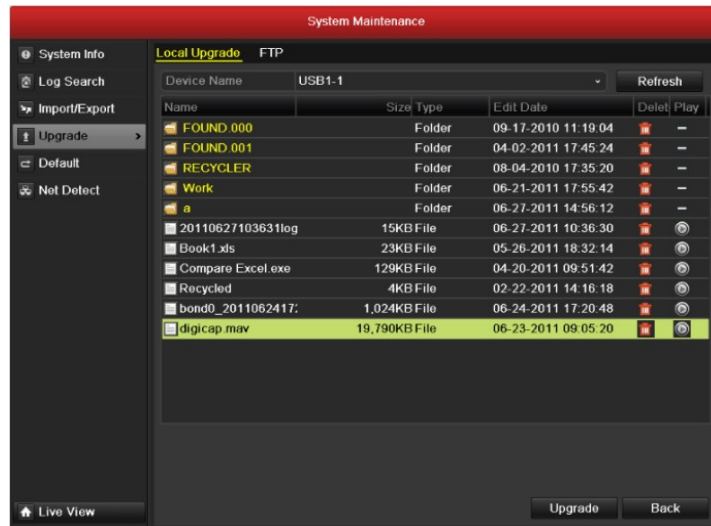 System Maintenance
System Info
Log Search
Import/Export
Upgrade >
Default
Net Detect
Live View
Local Upgrade FTP
Device Name USB1-1 Refresh
Name Size Type Edit Date Delet Play
FOUND.000 Folder 09-17-2010 11:19:04 –
FOUND.001 Folder 04-02-2011 17:45:24 –
RECYCLER Folder 08-04-2010 17:35:20 –
Work Folder 06-21-2011 17:55:42 –
a Folder 06-27-2011 14:56:12 –
20110627103631log 15KB File 06-27-2011 10:36:30
Book1.xls 23KB File 05-26-2011 18:32:14
Compare Excel.exe 129KB File 04-20-2011 09:51:42
Recycled 4KB File 02-22-2011 14:16:18
bond0_2011062417: 1,024KB File 06-24-2011 17:20:48
digicap.mav 19,790KB File 06-23-2011 09:05:20
Upgrade Back